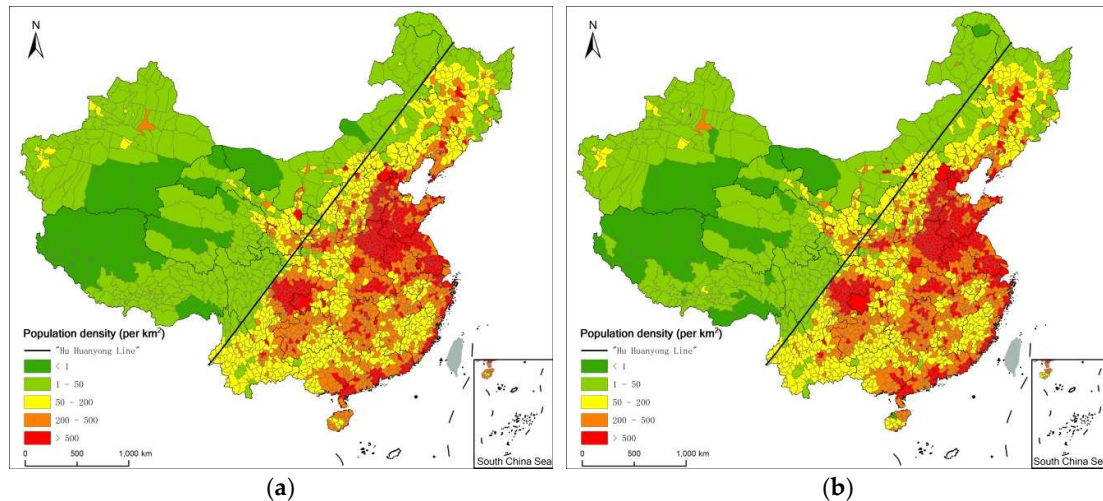 N
Population density (per km²)
"Hu Huanyong Line"
< 1
1 - 50
50 - 200
200 - 500
> 500
0 500 1,000 km
South China Sea
(a)
N
Population density (per km²)
"Hu Huanyong Line"
< 1
1 - 50
50 - 200
200 - 500
> 500
0 500 1,000 km
South China Sea
(b)